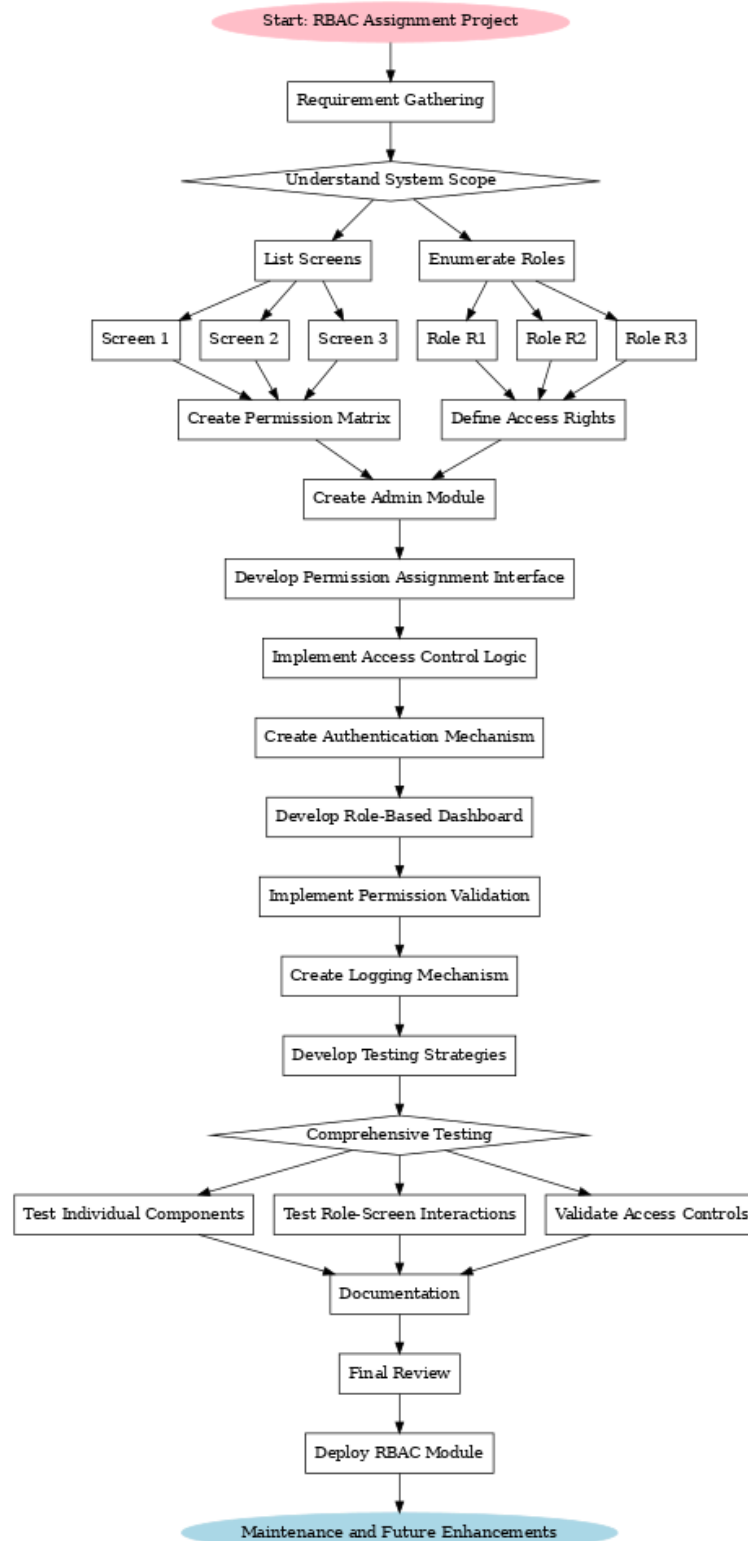 Start: RBAC Assignment Project
Requirement Gathering
Understand System Scope
List Screens
Enumerate Roles
Screen 1
Screen 2
Screen 3
Role R1
Role R2
Role R3
Create Permission Matrix
Define Access Rights
Create Admin Module
Develop Permission Assignment Interface
Implement Access Control Logic
Create Authentication Mechanism
Develop Role-Based Dashboard
Implement Permission Validation
Create Logging Mechanism
Develop Testing Strategies
Comprehensive Testing
Test Individual Components
Test Role-Screen Interactions
Validate Access Controls
Documentation
Final Review
Deploy RBAC Module
Maintenance and Future Enhancements